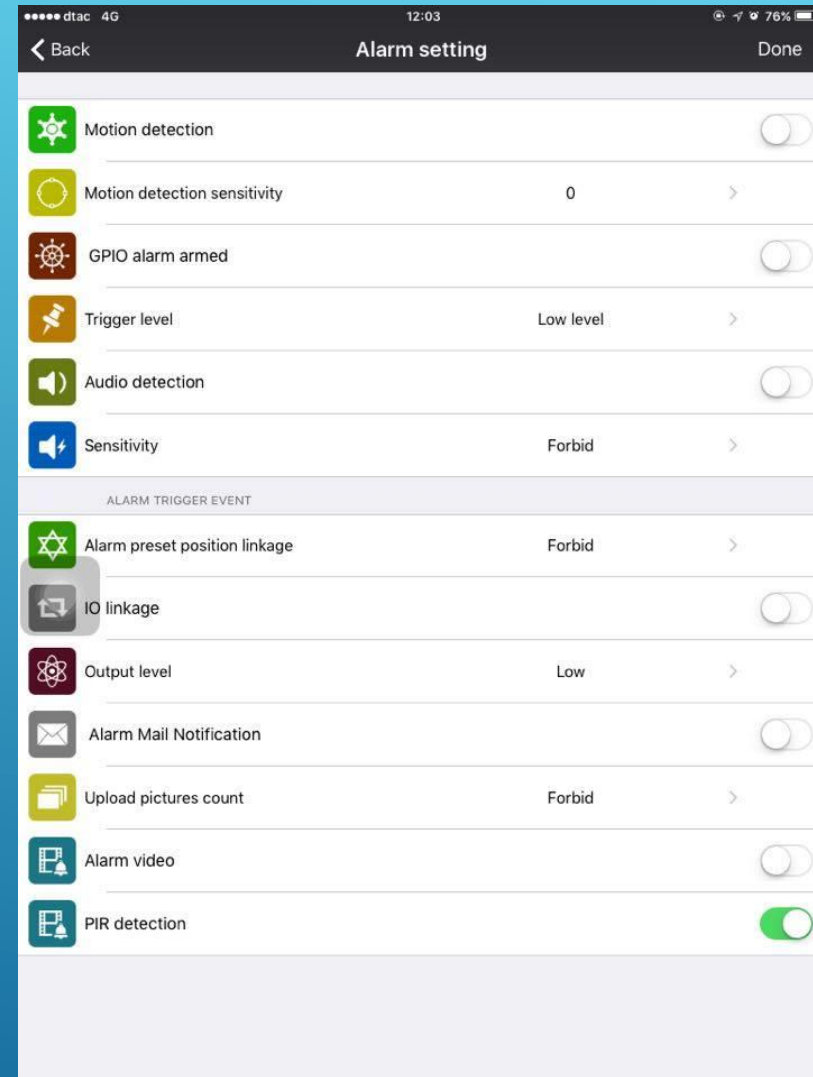 dtac 4G 12:03 76%
Back Alarm setting Done
Motion detection
Motion detection sensitivity 0
GPIO alarm armed
Trigger level Low level
Audio detection
Sensitivity Forbid
ALARM TRIGGER EVENT
Alarm preset position linkage Forbid
IO linkage
Output level Low
Alarm Mail Notification
Upload pictures count Forbid
Alarm video
PIR detection